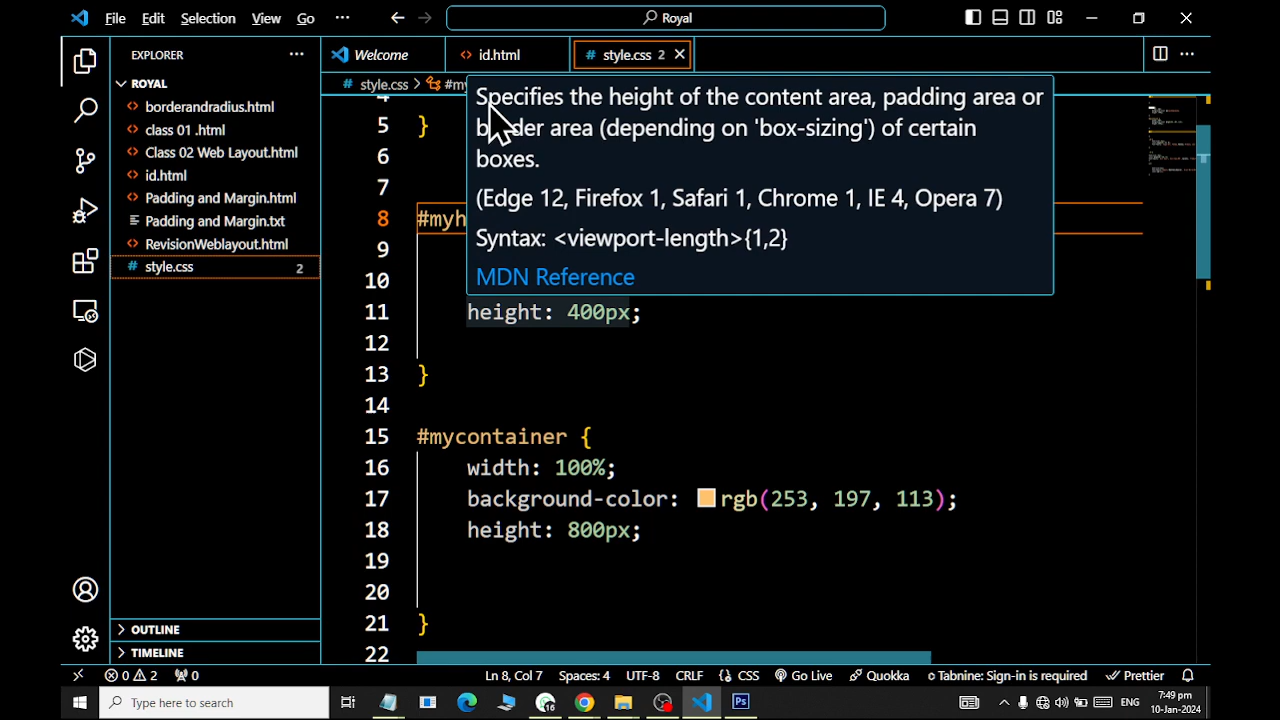 File Edit Selection View Go ··· Royal
EXPLORER ···
Welcome id.html style.css 2 ···
ROYAL
borderandradius.html
class 01 .html
Class 02 Web Layout.html
id.html
Padding and Margin.html
Padding and Margin.txt
RevisionWeblayout.html
style.css 2
OUTLINE
TIMELINE
style.css > #my
Specifies the height of the content area, padding area or
border area (depending on 'box-sizing') of certain
boxes.
(Edge 12, Firefox 1, Safari 1, Chrome 1, IE 4, Opera 7)
Syntax: <viewport-length>{1,2}
MDN Reference
4
5 }
6
7
8 #myh
9
10
11 height: 400px;
12
13 }
14
15 #mycontainer {
16 width: 100%;
17 background-color: rgb(253, 197, 113);
18 height: 800px;
19
20
21 }
22
0 2 0 Ln 8, Col 7 Spaces: 4 UTF-8 CRLF CSS Go Live Quokka Tabnine: Sign-in is required Prettier
Type here to search 16 Ps ENG 7:49 pm
10-Jan-2024